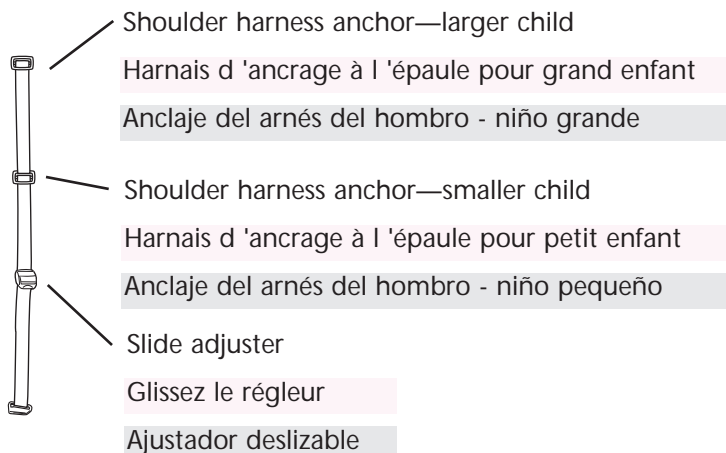 Shoulder harness anchor—larger child
Harnais d 'ancrage à l 'épaule pour grand enfant
Anclaje del arnés del hombro - niño grande
Shoulder harness anchor—smaller child
Harnais d 'ancrage à l 'épaule pour petit enfant
Anclaje del arnés del hombro - niño pequeño
Slide adjuster
Glissez le régleur
Ajustador deslizable